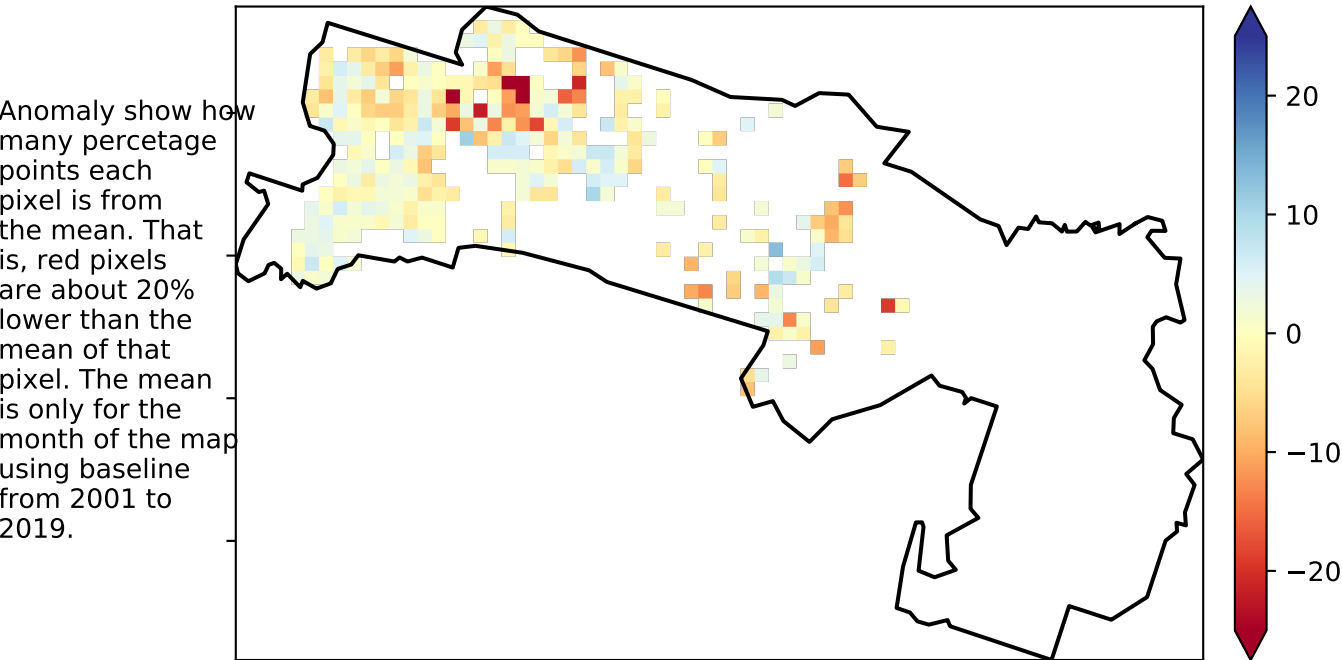 Anomaly show how
many percetage
points each
pixel is from
the mean. That
is, red pixels
are about 20%
lower than the
mean of that
pixel. The mean
is only for the
month of the map
using baseline
from 2001 to
2019.
20
10
0
−10
−20